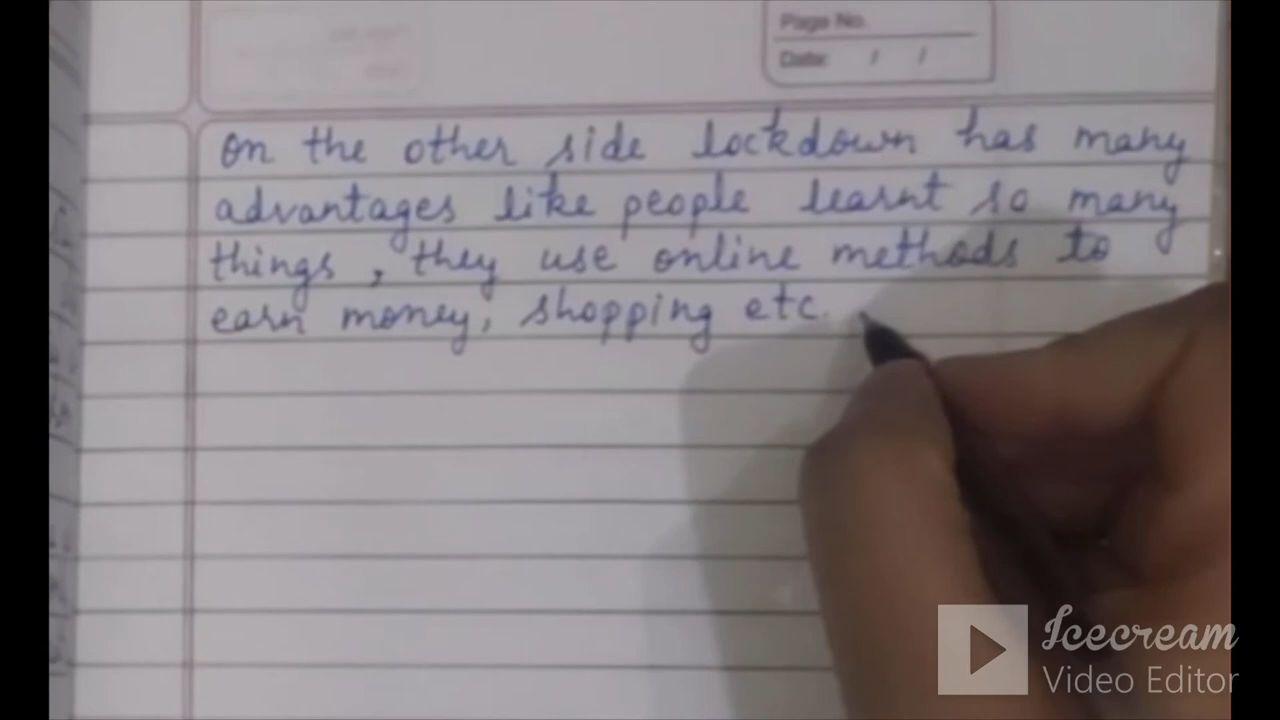 Page No.
Date: / /
on the other side lockdown has many
advantages like people learnt so many
things , they use online methods to
earn money, shopping etc.
Icecream
Video Editor